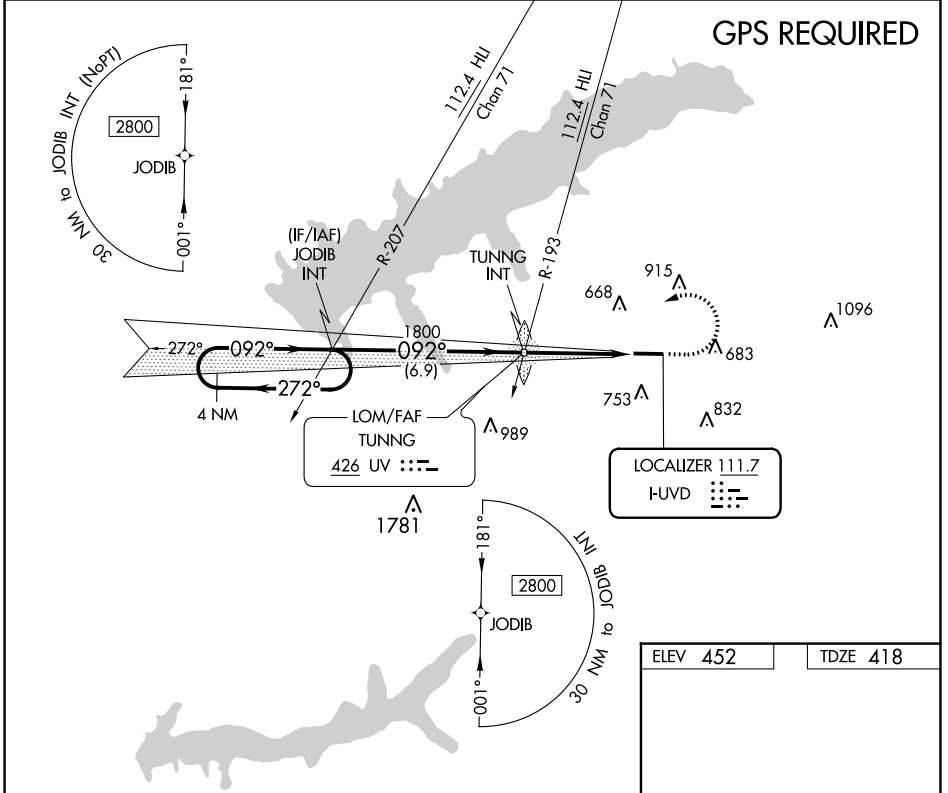 GPS REQUIRED
30 NM to JODIB INT (NoPT)
181°
2800
JODIB
001°
112.4 HLI
Chan 71
112.4 HLI
Chan 71
R-207
R-193
(IF/IAF)
JODIB
INT
TUNNG
INT
915
668
1096
683
753
832
989
1781
1800
272°
092°
092°
(6.9)
272°
4 NM
LOM/FAF
TUNNG
426 UV
LOCALIZER 111.7
I-UVD
181°
2800
JODIB
001°
30 NM to JODIB INT
ELEV 452
TDZE 418